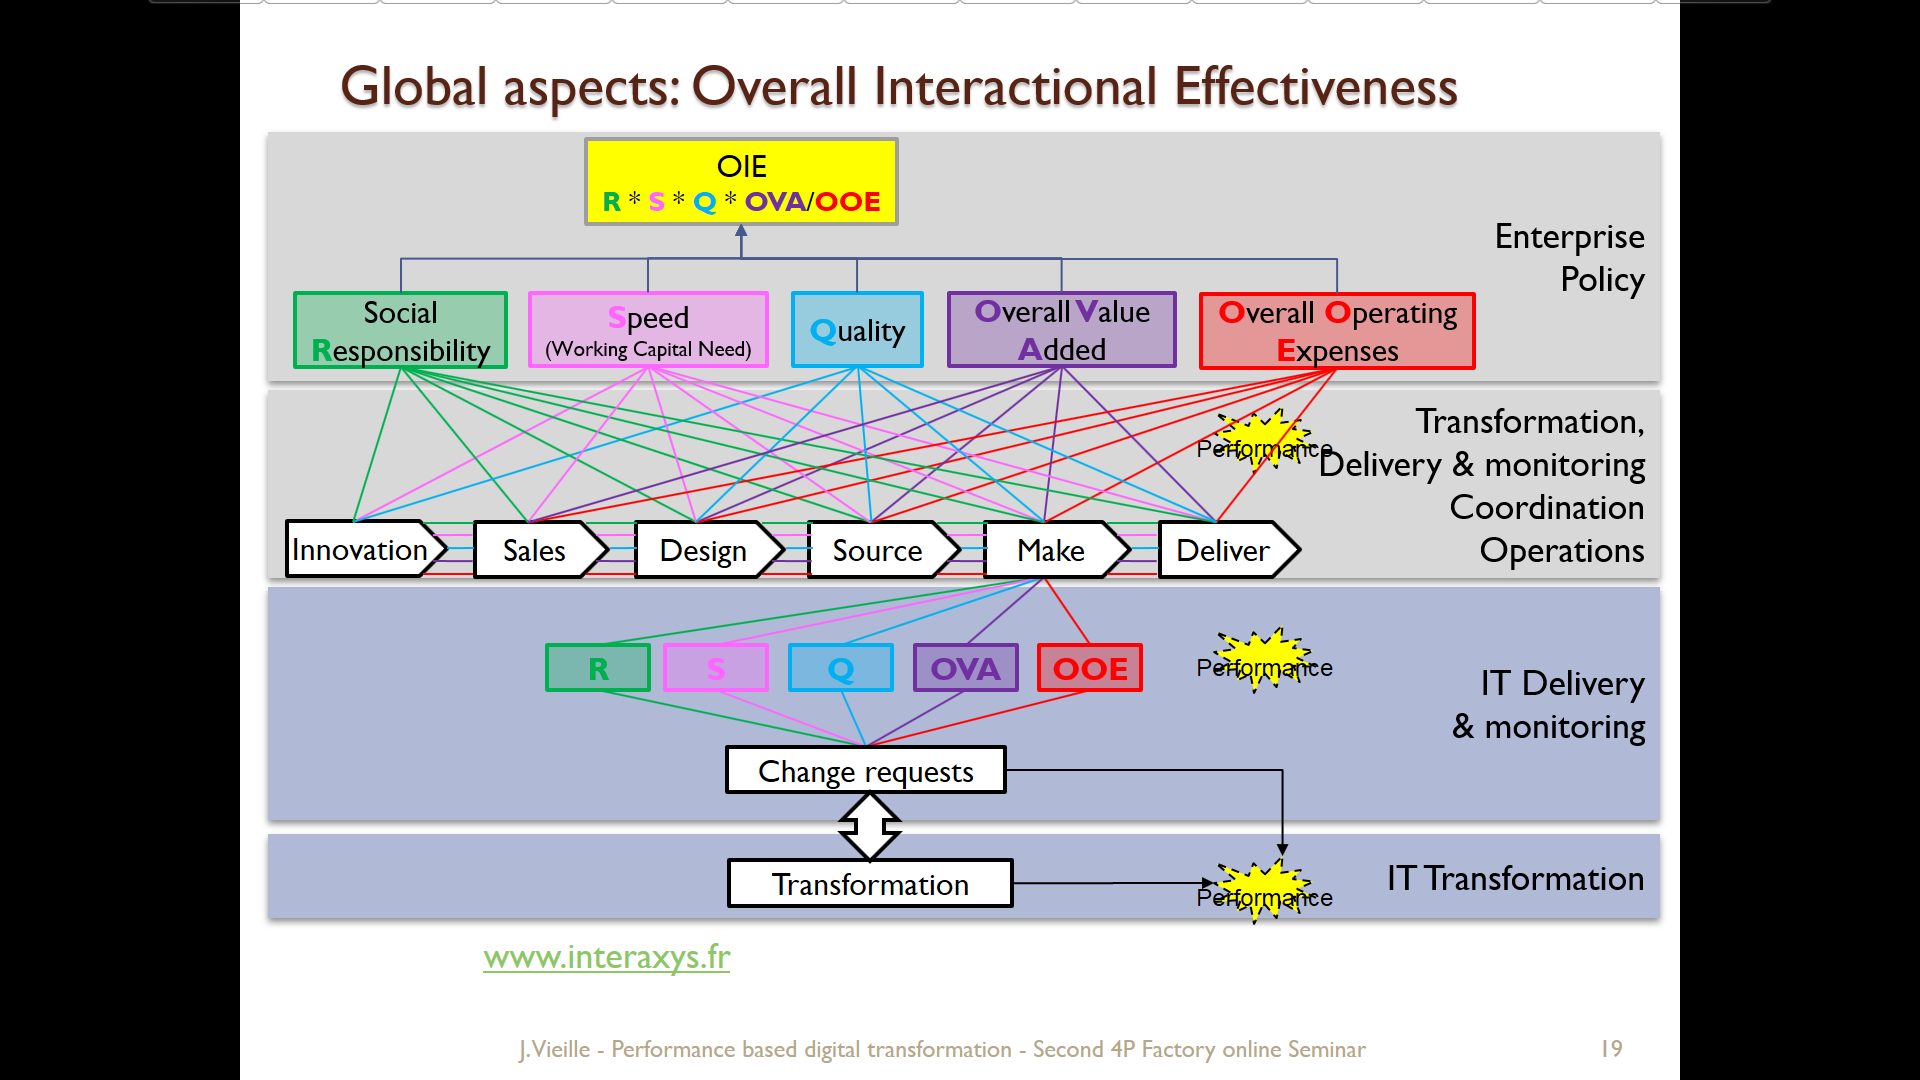 Global aspects: Overall Interactional Effectiveness
OIE
R * S * Q * OVA/OOE
Enterprise
Policy
Social
Responsibility
Speed
(Working Capital Need)
Quality
Overall Value
Added
Overall Operating
Expenses
Performance
Transformation,
Delivery & monitoring
Coordination
Operations
Innovation
Sales
Design
Source
Make
Deliver
R
S
Q
OVA
OOE
Performance
IT Delivery
& monitoring
Change requests
Transformation
Performance
IT Transformation
www.interaxys.fr
J. Vieille - Performance based digital transformation - Second 4P Factory online Seminar
19